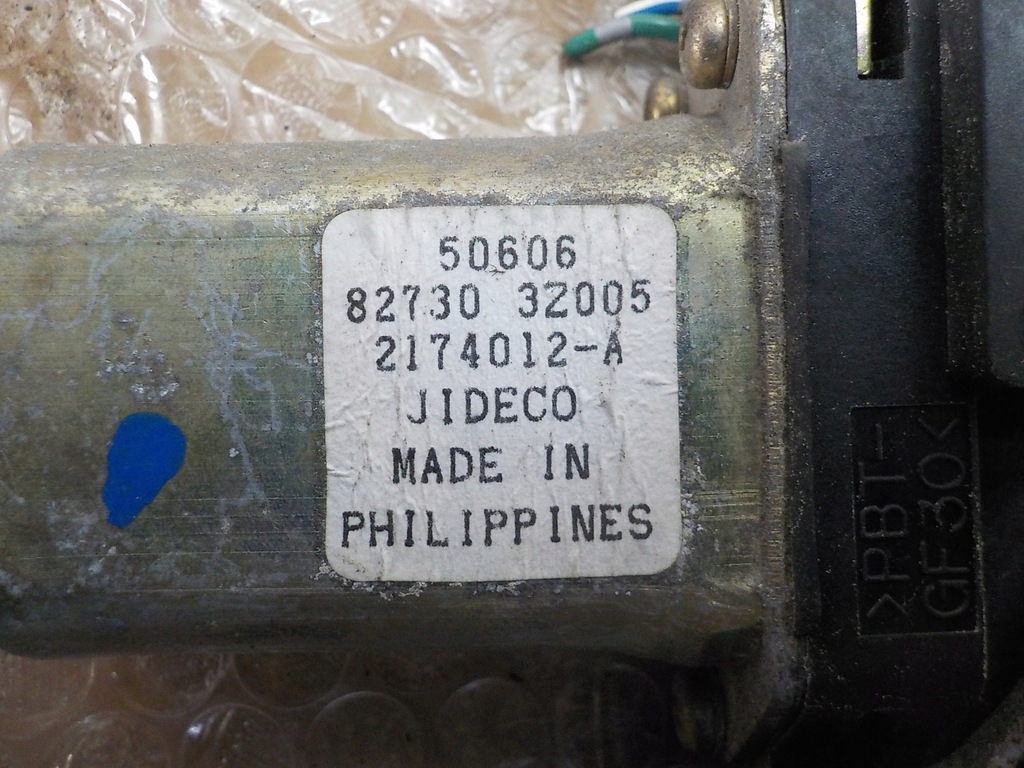 50606
82730 32005
2174012-A
JIDECO
MADE IN
PHILIPPINES
>PBT-
GF30<